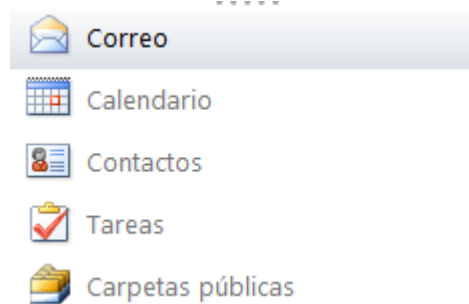 Correo
Calendario
Contactos
Tareas
Carpetas públicas